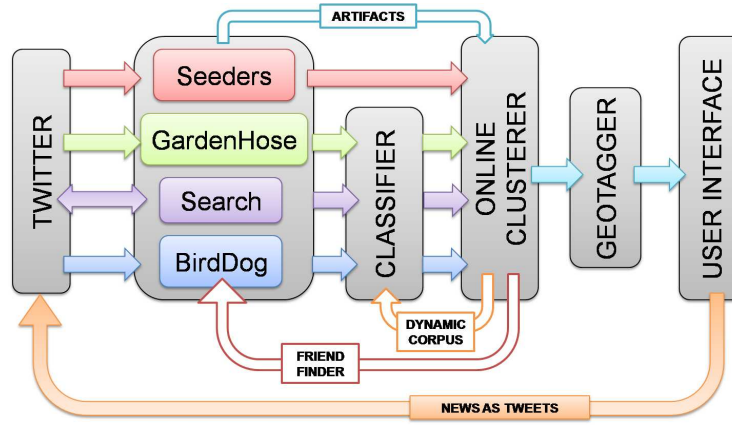 ARTIFACTS
TWITTER
Seeders
GardenHose
Search
BirdDog
CLASSIFIER
ONLINE
CLUSTERER
GEOTAGGER
USER INTERFACE
DYNAMIC
CORPUS
FRIEND
FINDER
NEWS AS TWEETS